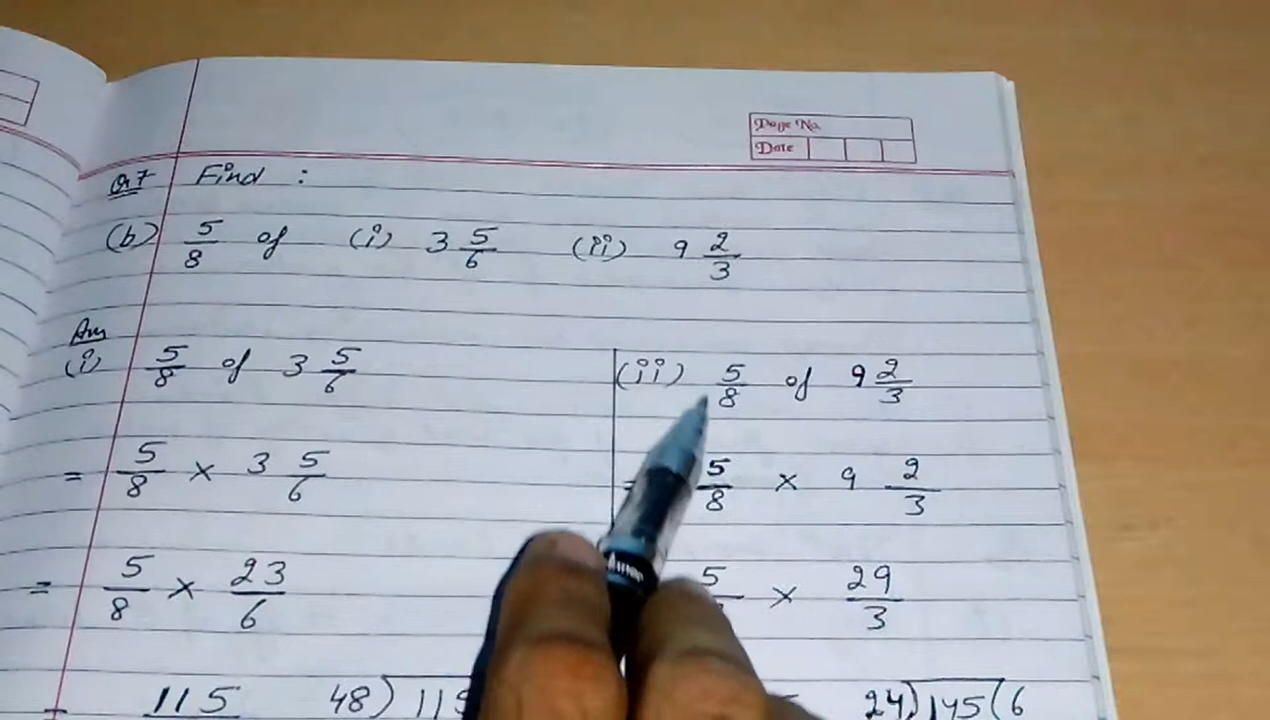 Page No.
Date
Q.7 Find :
(b) 5/8 of (i) 3 5/6 (ii) 9 2/3
Ans
(i) 5/8 of 3 5/6
= 5/8 × 3 5/6
= 5/8 × 23/6
= 115 48)115
(ii) 5/8 of 9 2/3
= 5/8 × 9 2/3
5 × 29/3
24)145(6